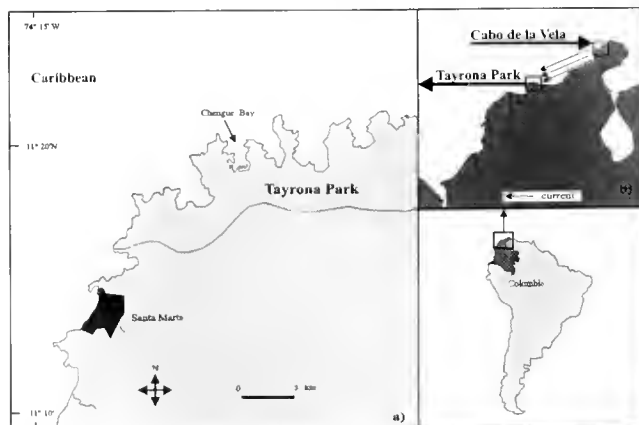 74° 15' W
Caribbean
Chengue Bay
11° 20'N
Tayrona Park
Santa Marta
N
0 3 km
11° 10'
a)
Cabo de la Vela
Tayrona Park
b)
current
Colombia